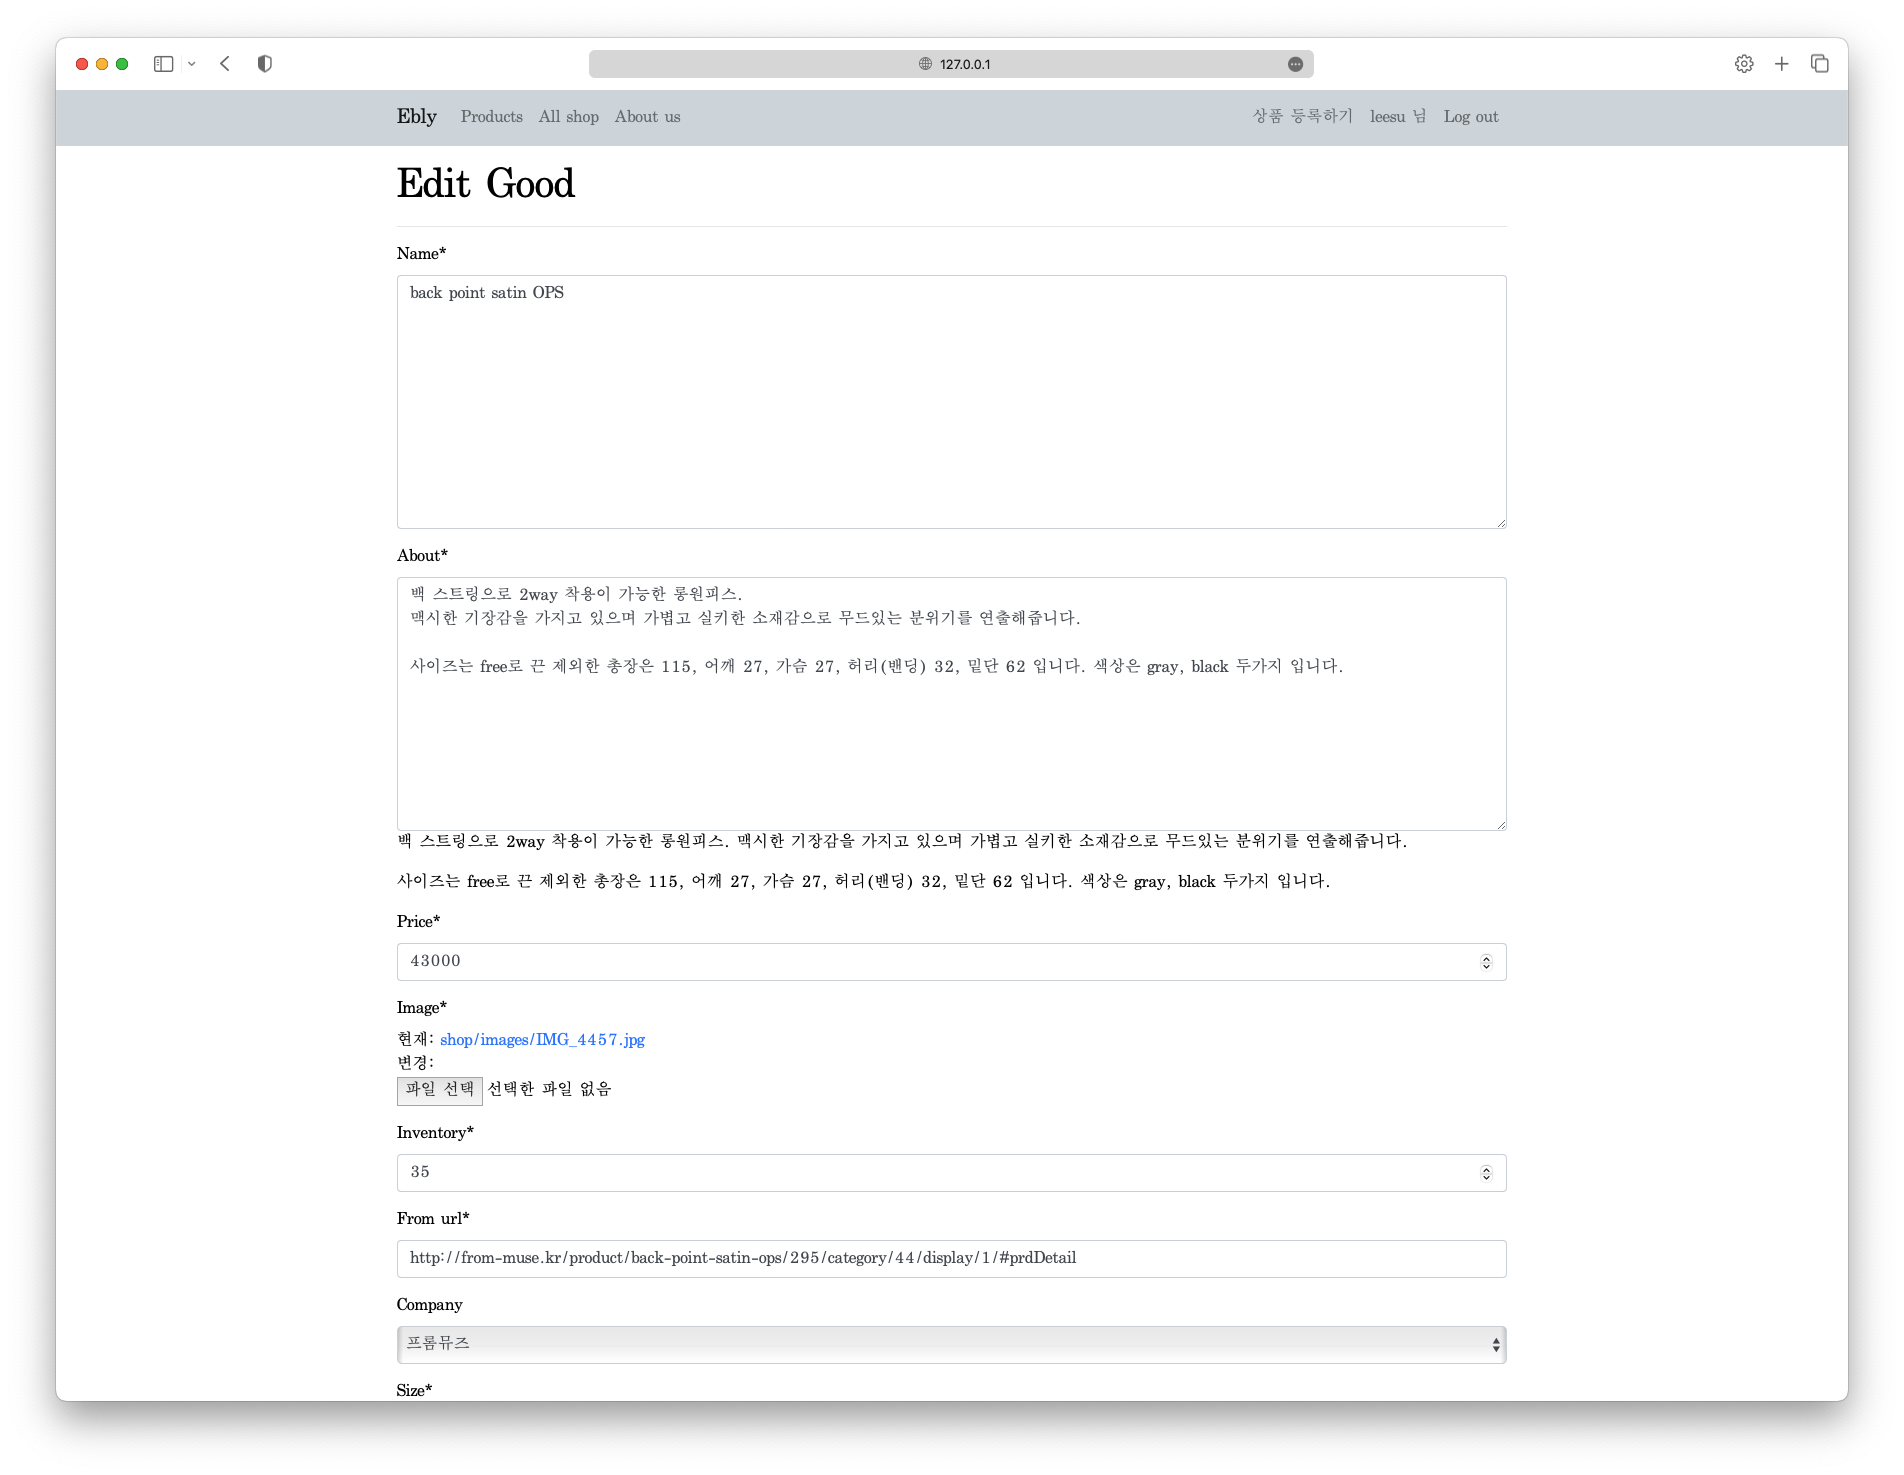 127.0.0.1
Ebly Products All shop About us 상품 등록하기 leesu 님 Log out
Edit Good
Name*
back point satin OPS
About*
백 스트링으로 2way 착용이 가능한 롱원피스.
맥시한 기장감을 가지고 있으며 가볍고 실키한 소재감으로 무드있는 분위기를 연출해줍니다.
사이즈는 free로 끈 제외한 총장은 115, 어깨 27, 가슴 27, 허리(밴딩) 32, 밑단 62 입니다. 색상은 gray, black 두가지 입니다.
백 스트링으로 2way 착용이 가능한 롱원피스. 맥시한 기장감을 가지고 있으며 가볍고 실키한 소재감으로 무드있는 분위기를 연출해줍니다.
사이즈는 free로 끈 제외한 총장은 115, 어깨 27, 가슴 27, 허리(밴딩) 32, 밑단 62 입니다. 색상은 gray, black 두가지 입니다.
Price*
43000
Image*
현재: shop/images/IMG_4457.jpg
변경:
파일 선택 선택한 파일 없음
Inventory*
35
From url*
http://from-muse.kr/product/back-point-satin-ops/295/category/44/display/1/#prdDetail
Company
프롬뮤즈
Size*